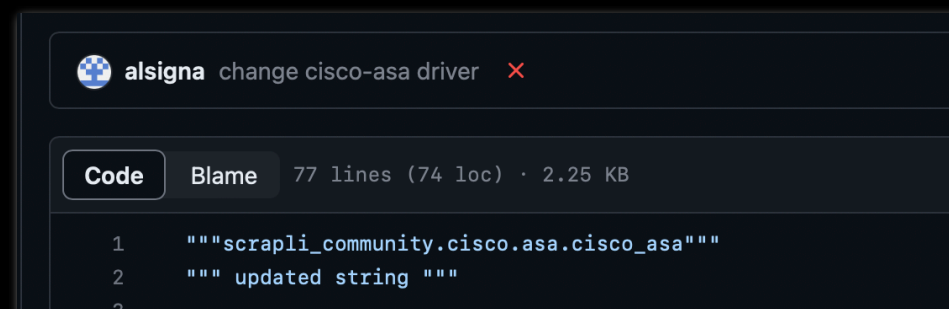 alsigna change cisco-asa driver
Code Blame 77 lines (74 loc) · 2.25 KB
1 """scrapli_community.cisco.asa.cisco_asa"""
2 """ updated string """